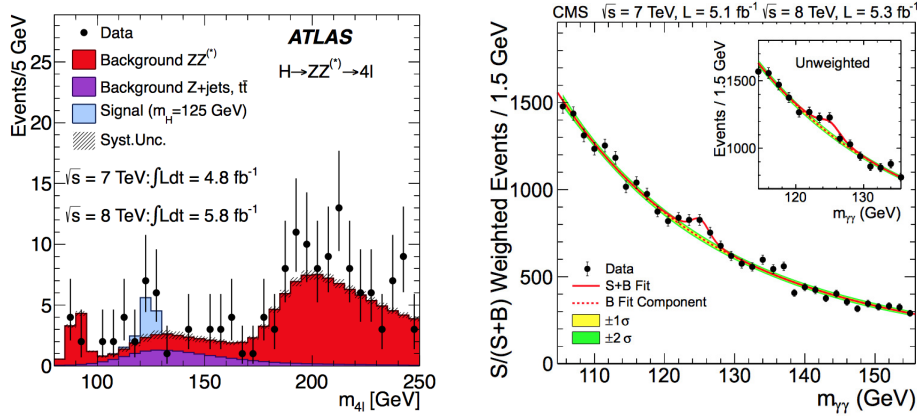 Events/5 GeV
25
20
15
10
5
0
Data
Background ZZ(*)
Background Z+jets, tt̄
Signal (mH=125 GeV)
Syst.Unc.
ATLAS
H→ZZ(*)→4l
√s = 7 TeV:∫Ldt = 4.8 fb-1
√s = 8 TeV:∫Ldt = 5.8 fb-1
100 150 200 250
m4l [GeV]
CMS √s = 7 TeV, L = 5.1 fb-1 √s = 8 TeV, L = 5.3 fb-1
S/(S+B) Weighted Events / 1.5 GeV
1500
1000
500
0
Unweighted
Events / 1.5 GeV
1500
1000
120 130
mγγ (GeV)
Data
S+B Fit
B Fit Component
±1σ
±2 σ
110 120 130 140 150
mγγ (GeV)